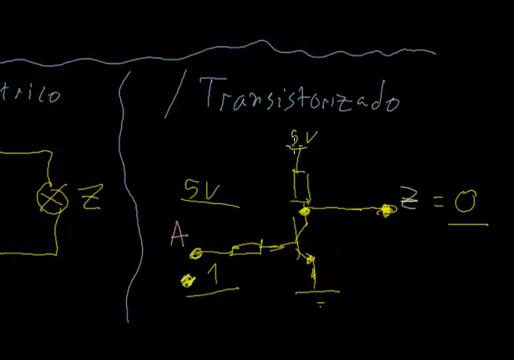 trico
/ Transistorizado
5V
5V
Z
Z = 0
A
1